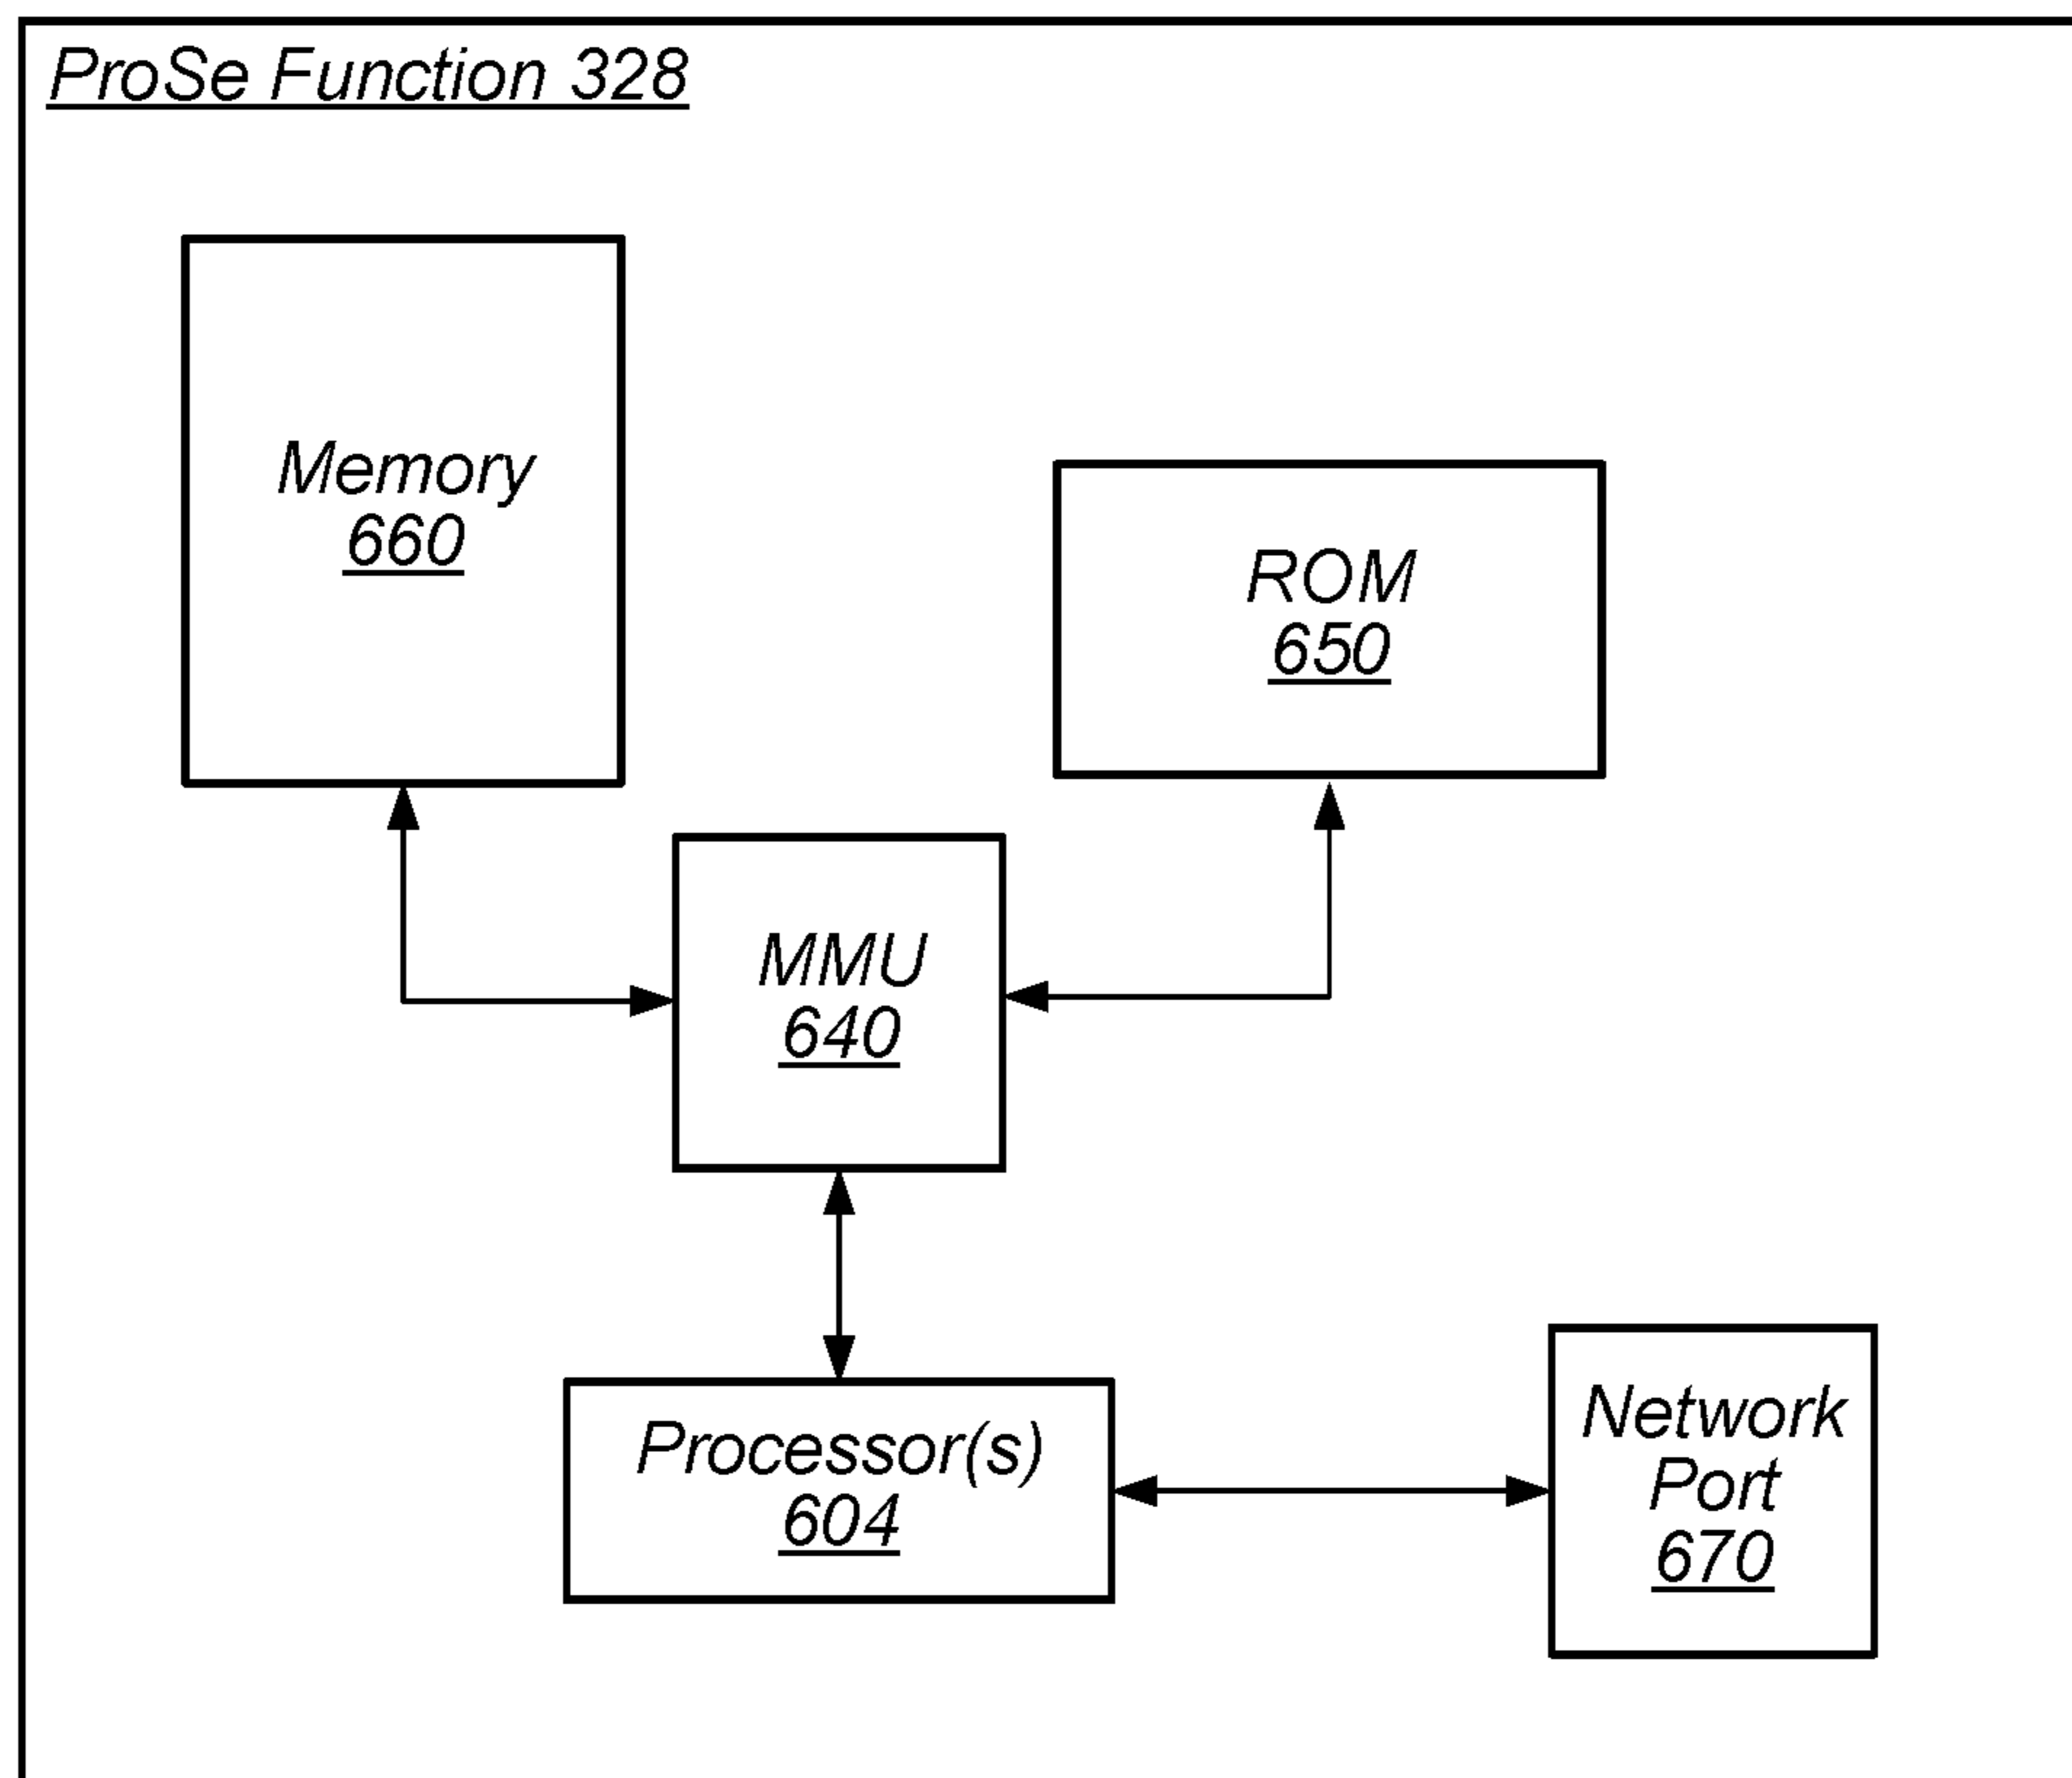 ProSe Function 328
Memory
660
ROM
650
MMU
640
Processor(s)
604
Network
Port
670